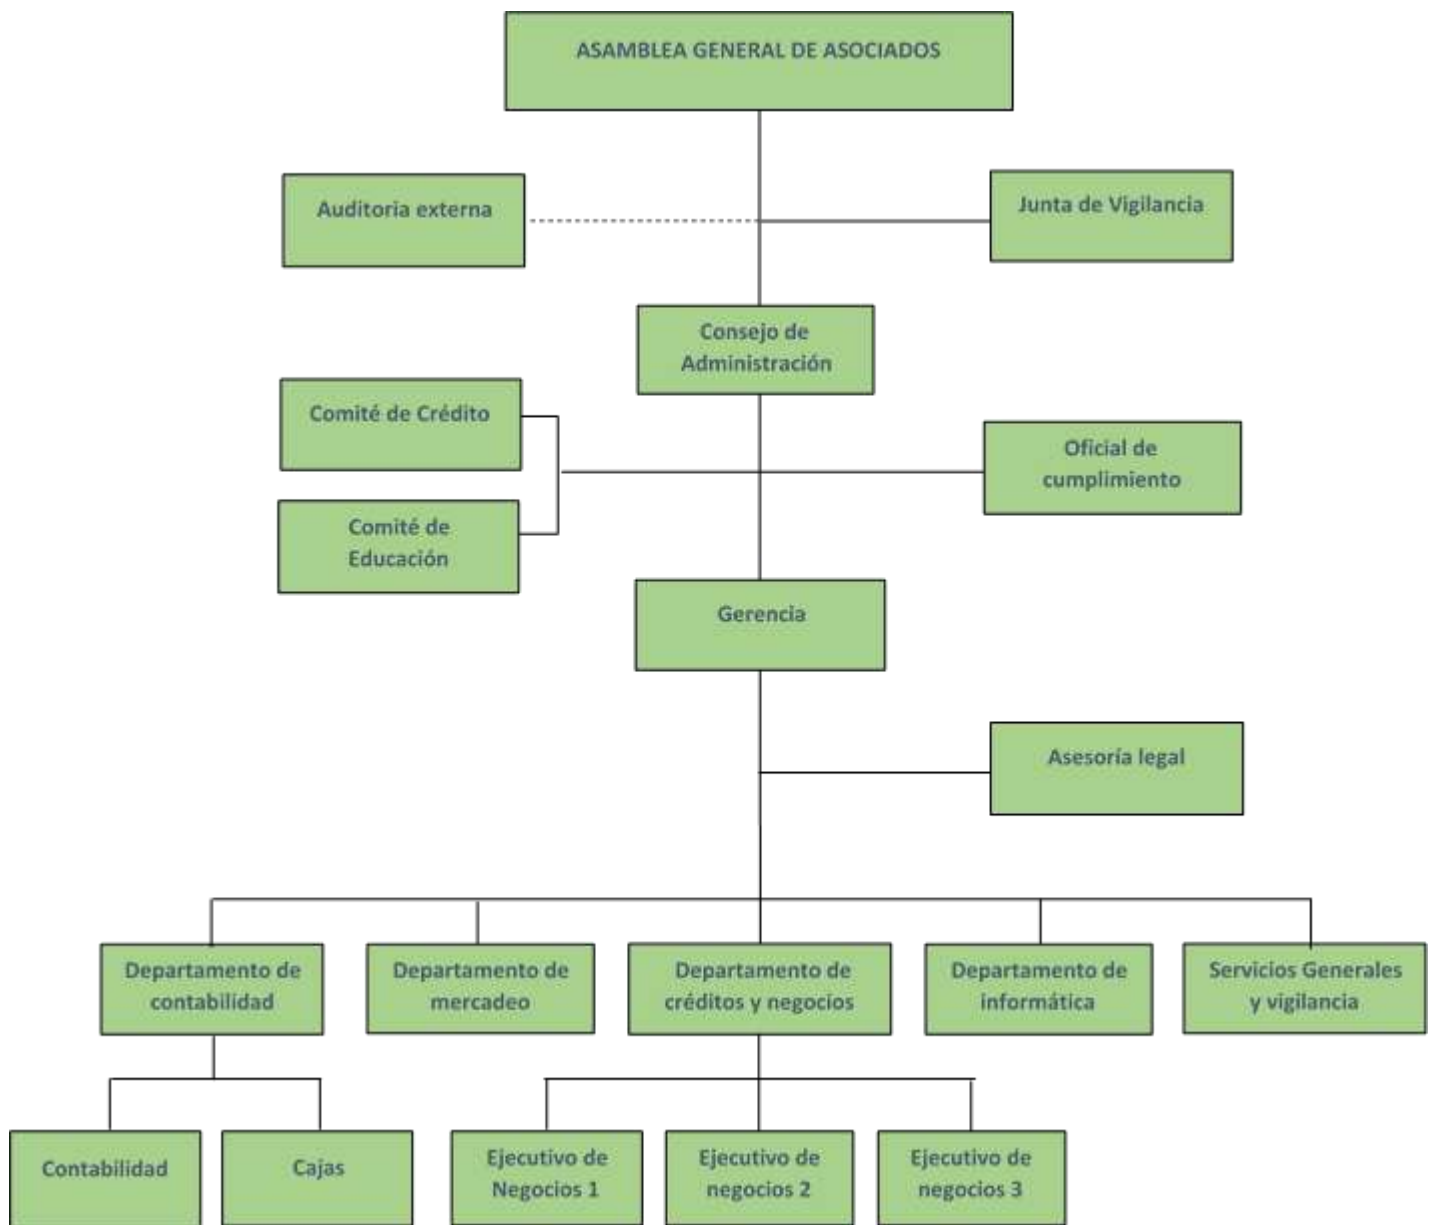 ASAMBLEA GENERAL DE ASOCIADOS
Auditoria externa
Junta de Vigilancia
Consejo de
Administración
Comité de Crédito
Oficial de
cumplimiento
Comité de
Educación
Gerencia
Asesoría legal
Departamento de
contabilidad
Departamento de
mercadeo
Departamento de
créditos y negocios
Departamento de
informática
Servicios Generales
y vigilancia
Contabilidad
Cajas
Ejecutivo de
Negocios 1
Ejecutivo de
negocios 2
Ejecutivo de
negocios 3